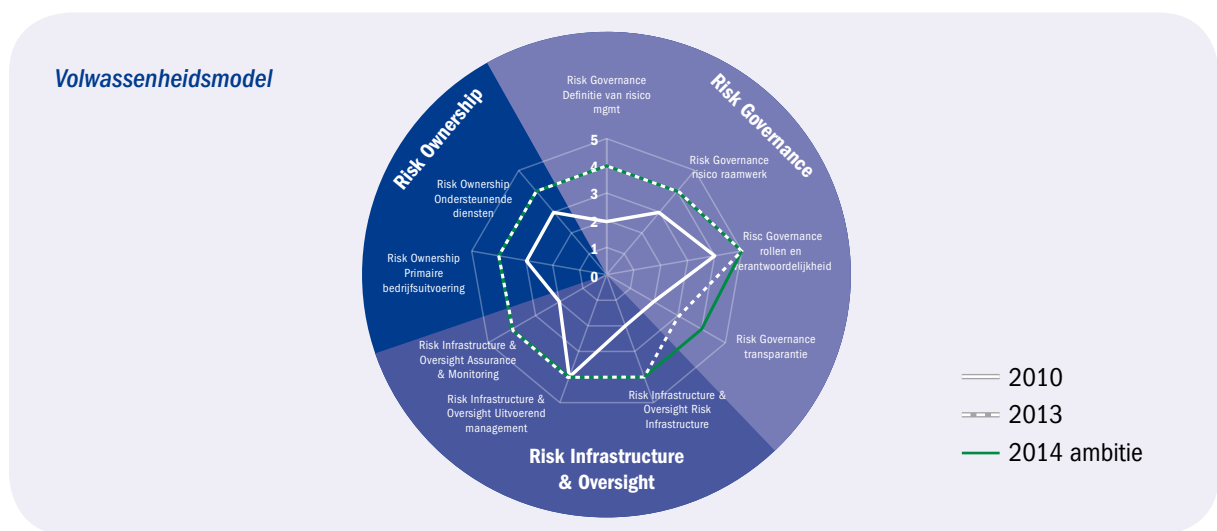 Volwassenheidsmodel
Risk Governance
Definitie van risico
mgmt
Risk Governance
Risk Ownership
5
4
3
2
1
0
Risk Governance
risico raamwerk
Risc Governance
rollen en
verantwoordelijkheid
Risk Governance
transparantie
Risk Infrastructure &
Oversight Risk
Infrastructure
Risk Infrastructure &
Oversight Uitvoerend
management
Risk Infrastructure &
Oversight Assurance
& Monitoring
Risk Ownership
Primaire
bedrijfsuitvoering
Risk Ownership
Ondersteunende
diensten
Risk Infrastructure
& Oversight
2010
2013
2014 ambitie